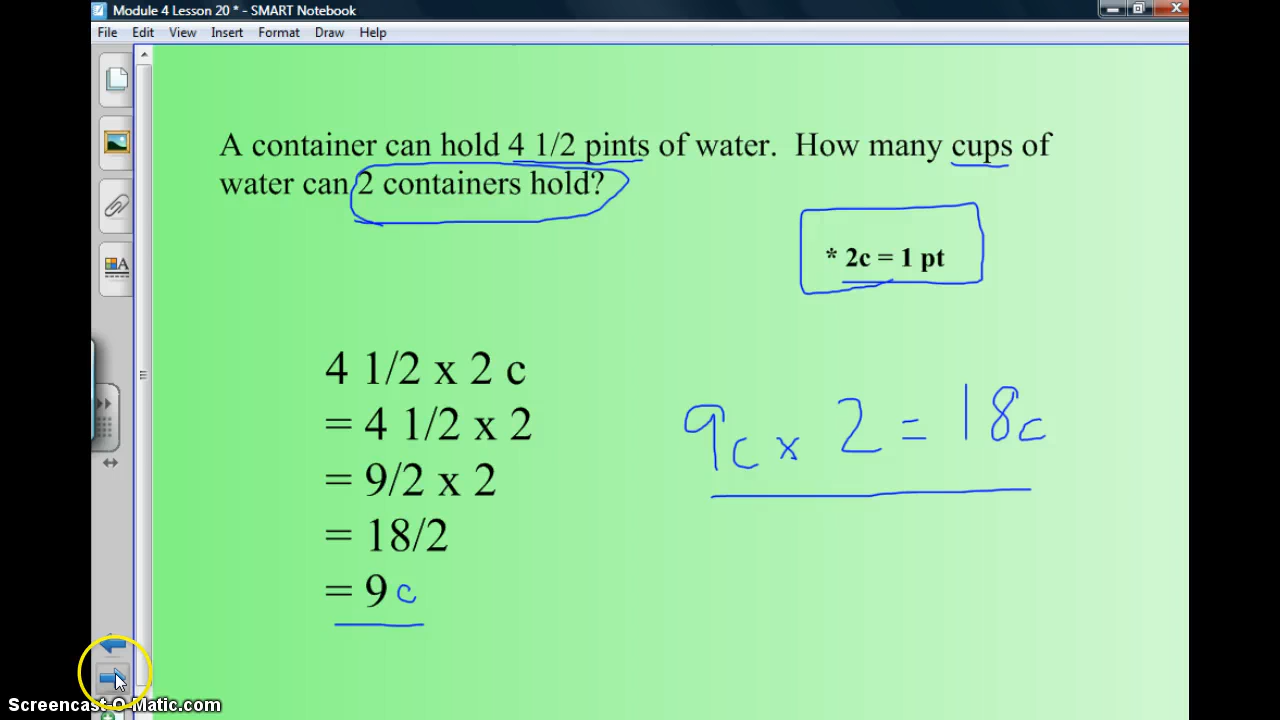 Module 4 Lesson 20 * - SMART Notebook
File Edit View Insert Format Draw Help
A container can hold 4 1/2 pints of water. How many cups of
water can 2 containers hold?
* 2c = 1 pt
4 1/2 x 2 c
= 4 1/2 x 2
= 9/2 x 2
= 18/2
= 9 c
9c x 2 = 18c
Screencast-O-Matic.com